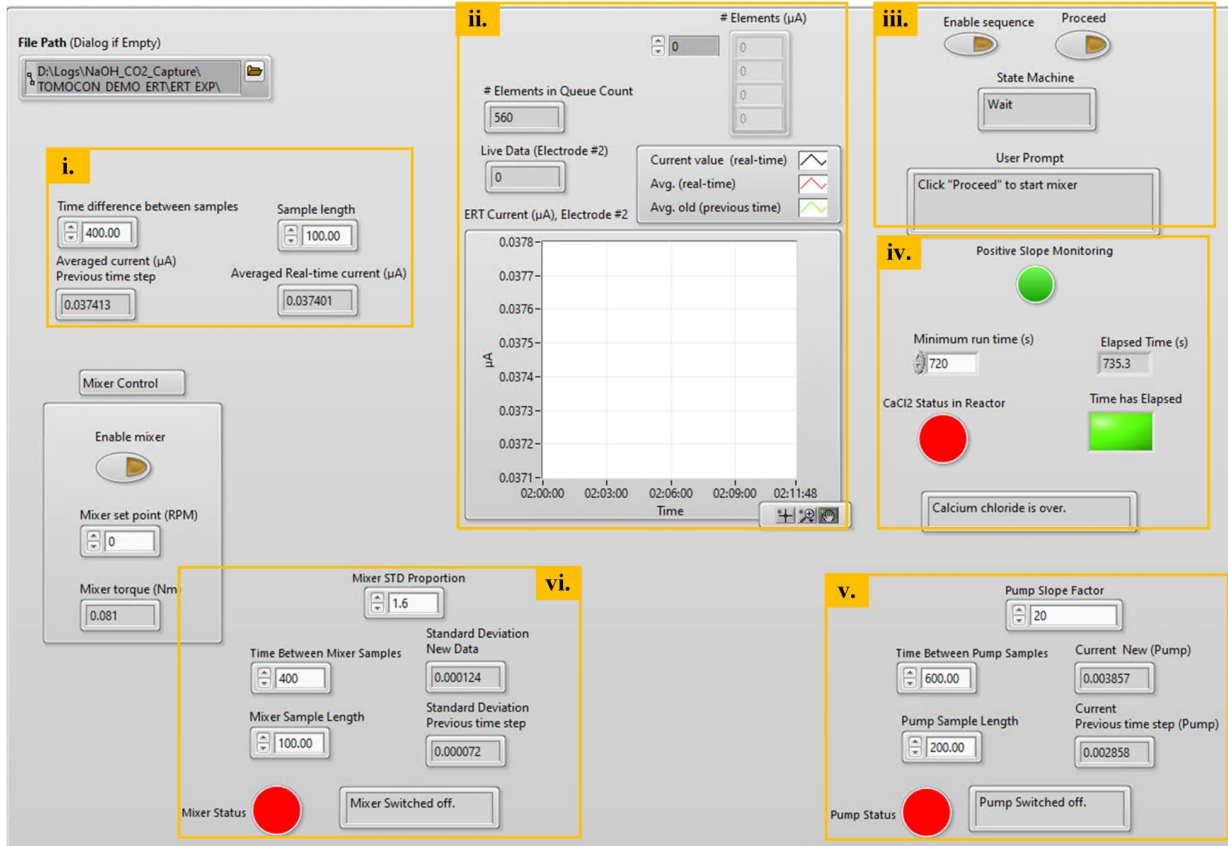 File Path (Dialog if Empty)
D:\Logs\NaOH_CO2_Capture\
TOMOCON DEMO ERT\ERT EXP\
i.
Time difference between samples
400.00
Sample length
100.00
Averaged current (µA)
Previous time step
0.037413
Averaged Real-time current (µA)
0.037401
Mixer Control
Enable mixer
Mixer set point (RPM)
0
Mixer torque (Nm)
0.081
ii.
# Elements (µA)
0
0
0
0
0
# Elements in Queue Count
560
Live Data (Electrode #2)
0
Current value (real-time)
Avg. (real-time)
Avg. old (previous time)
ERT Current (µA), Electrode #2
0.0378
0.0377
0.0376
0.0375
0.0374
0.0373
0.0372
0.0371
µA
02:00:00 02:03:00 02:06:00 02:09:00 02:11:48
Time
iii.
Enable sequence
Proceed
State Machine
Wait
User Prompt
Click "Proceed" to start mixer
iv.
Positive Slope Monitoring
Minimum run time (s)
720
Elapsed Time (s)
735.3
CaCl2 Status in Reactor
Time has Elapsed
Calcium chloride is over.
vi.
Mixer STD Proportion
1.6
Time Between Mixer Samples
400
Standard Deviation
New Data
0.000124
Mixer Sample Length
100.00
Standard Deviation
Previous time step
0.000072
Mixer Status
Mixer Switched off.
v.
Pump Slope Factor
20
Time Between Pump Samples
600.00
Current New (Pump)
0.003857
Pump Sample Length
200.00
Current
Previous time step (Pump)
0.002858
Pump Status
Pump Switched off.